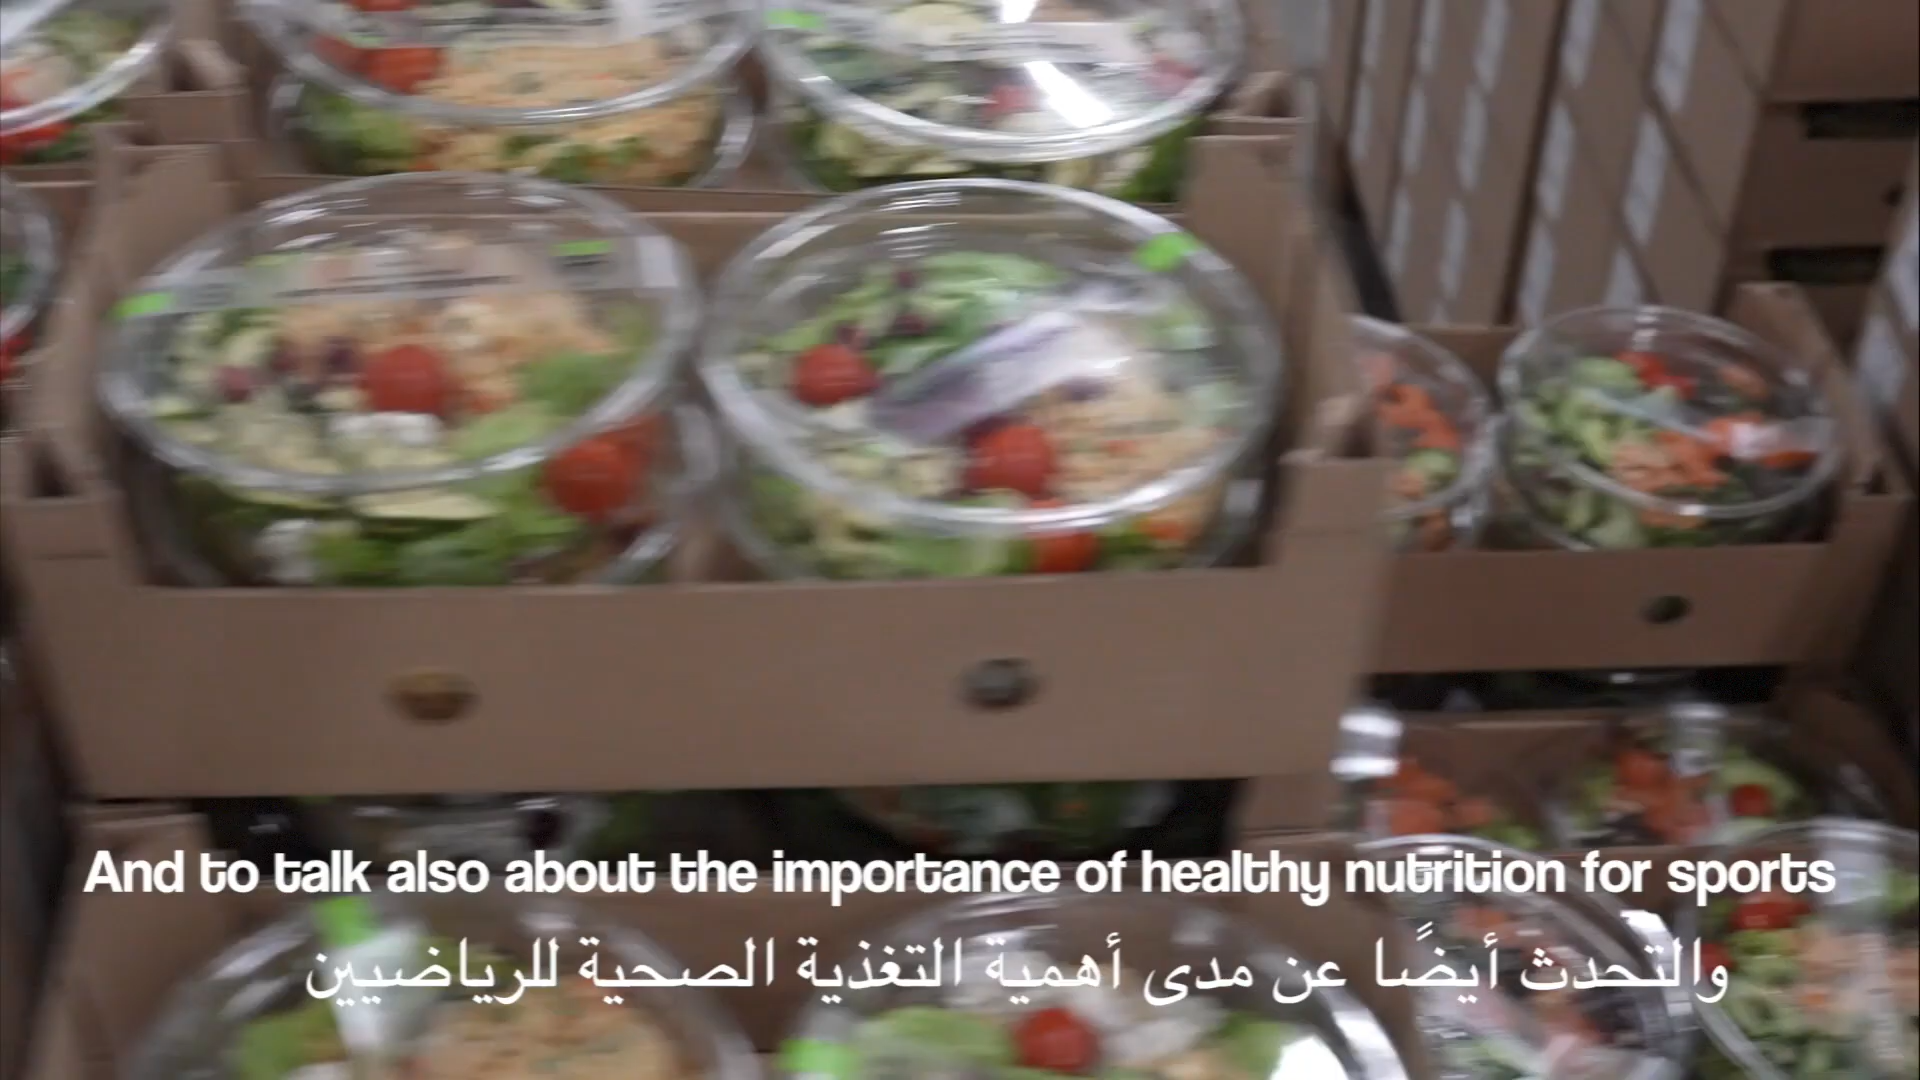 And to talk also about the importance of healthy nutrition for sports
والتحدث أيضًا عن مدى أهمية التغذية الصحية للرياضيين